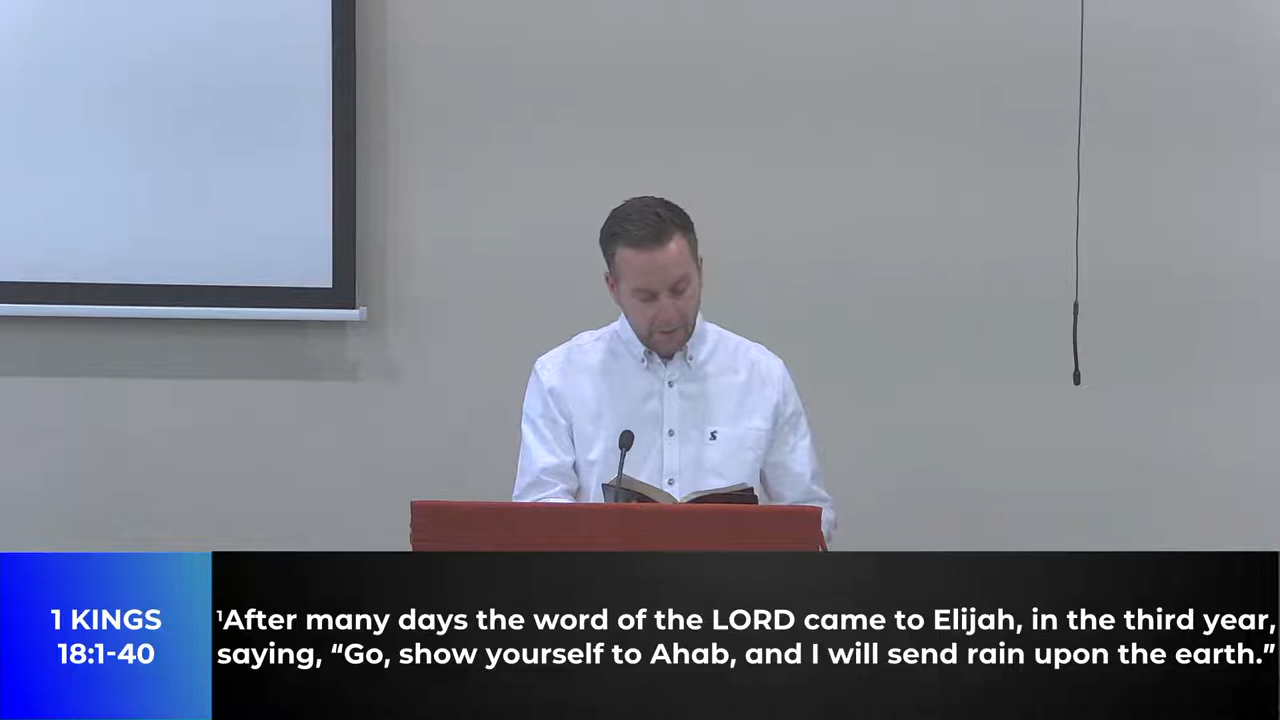 1 KINGS
18:1-40
¹After many days the word of the LORD came to Elijah, in the third year,
saying, “Go, show yourself to Ahab, and I will send rain upon the earth.”